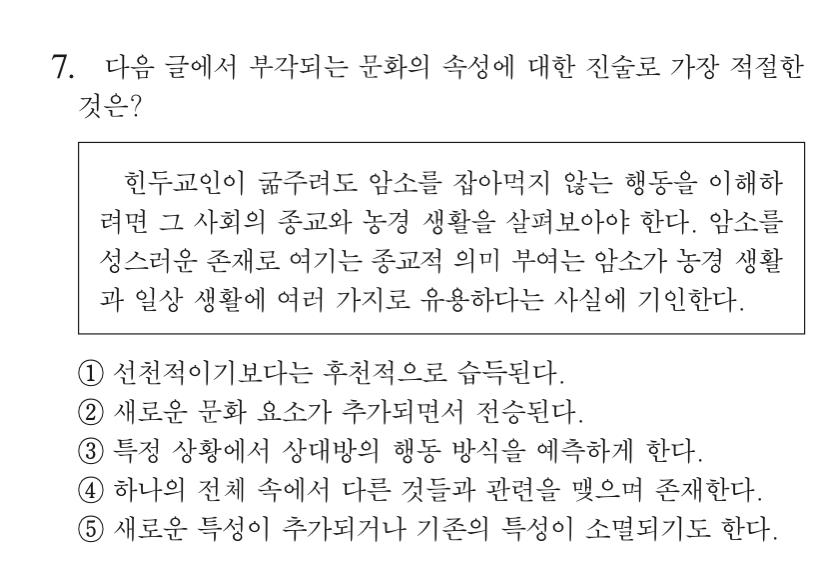 7. 다음 글에서 부각되는 문화의 속성에 대한 진술로 가장 적절한
것은?
힌두교인이 굶주려도 암소를 잡아먹지 않는 행동을 이해하
려면 그 사회의 종교와 농경 생활을 살펴보아야 한다. 암소를
성스러운 존재로 여기는 종교적 의미 부여는 암소가 농경 생활
과 일상 생활에 여러 가지로 유용하다는 사실에 기인한다.
① 선천적이기보다는 후천적으로 습득된다.
② 새로운 문화 요소가 추가되면서 전승된다.
③ 특정 상황에서 상대방의 행동 방식을 예측하게 한다.
④ 하나의 전체 속에서 다른 것들과 관련을 맺으며 존재한다.
⑤ 새로운 특성이 추가되거나 기존의 특성이 소멸되기도 한다.